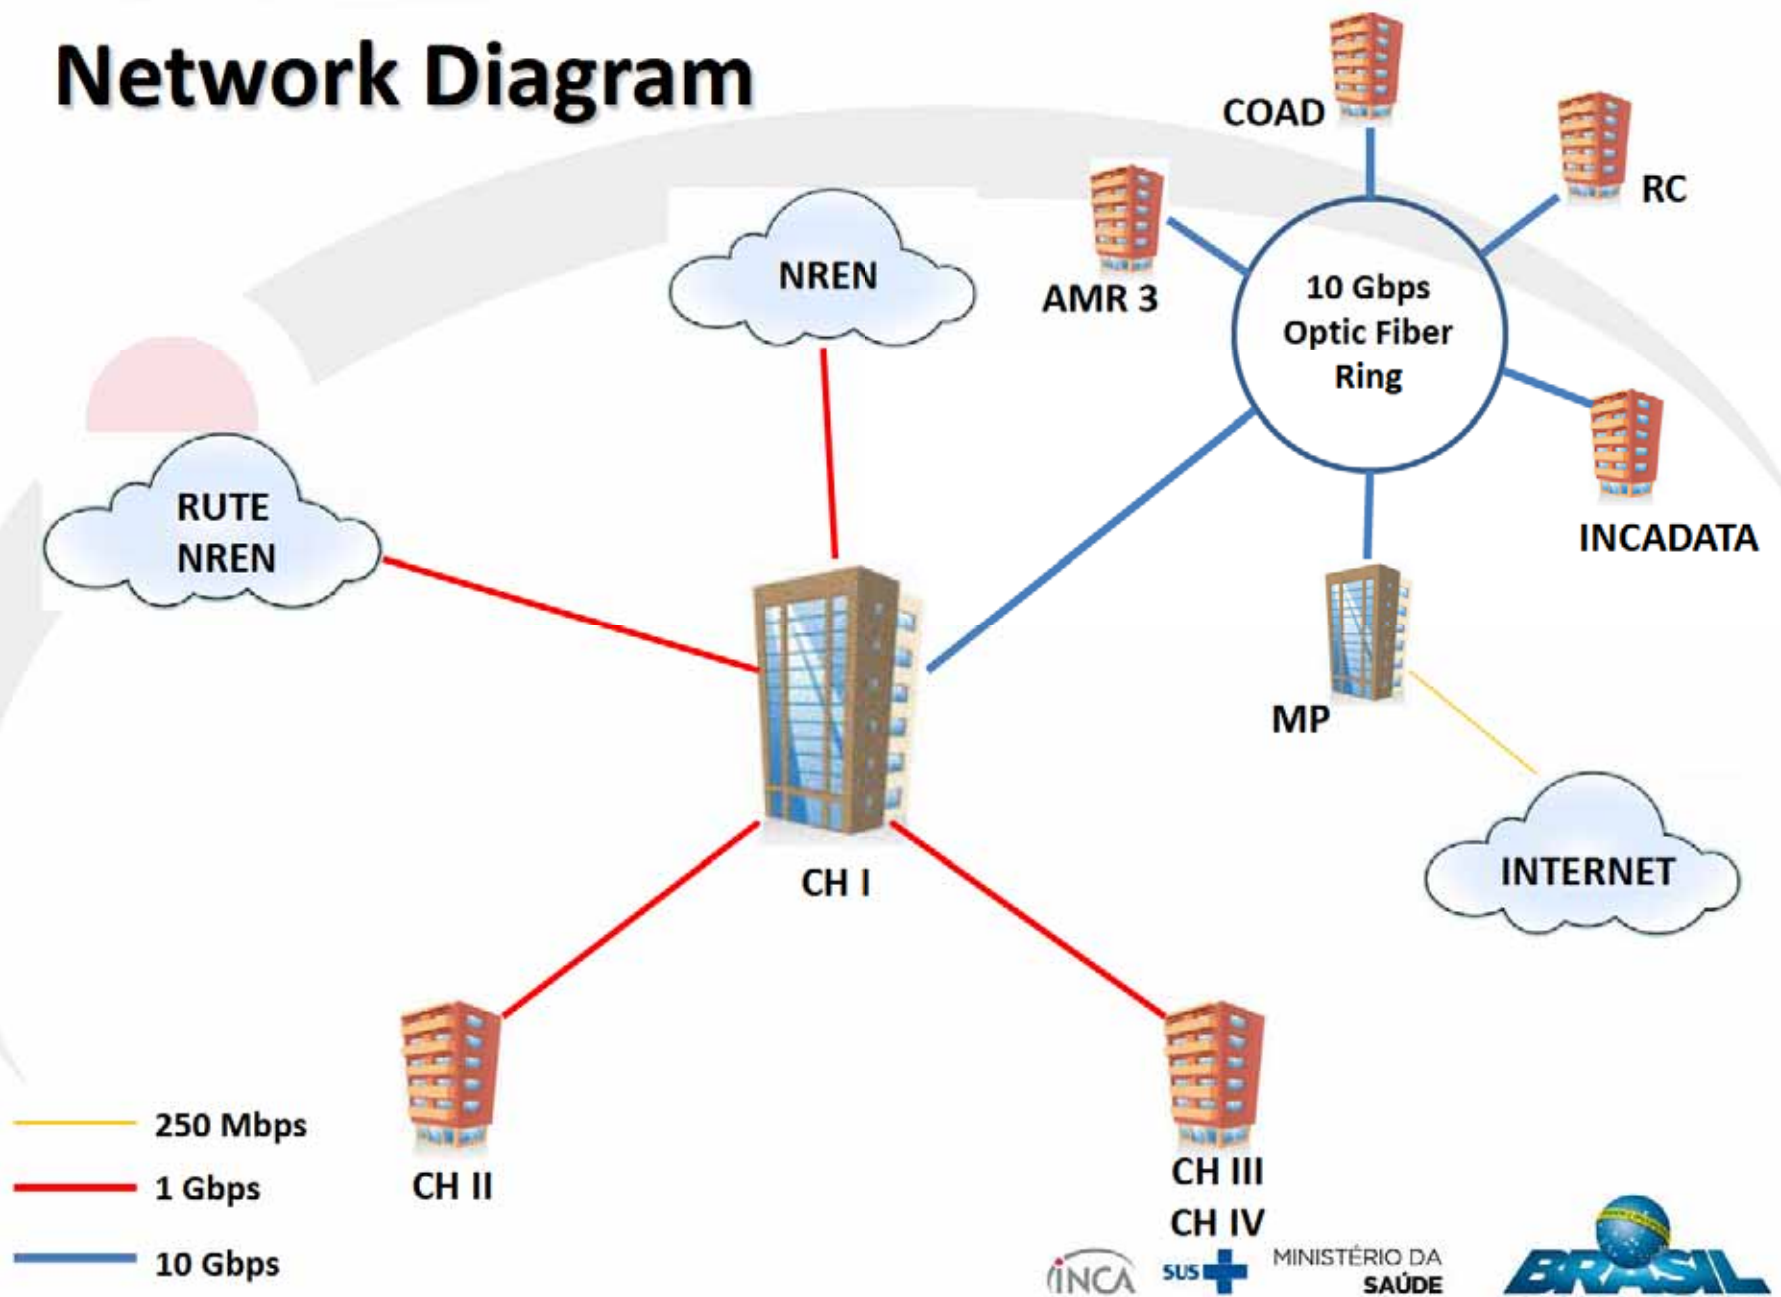 Network Diagram
COAD
RC
NREN
AMR 3
10 Gbps
Optic Fiber
Ring
RUTE
NREN
INCADATA
MP
INTERNET
CH I
250 Mbps
1 Gbps
10 Gbps
CH II
CH III
CH IV
INCA
SUS
MINISTÉRIO DA
SAÚDE
BRASIL